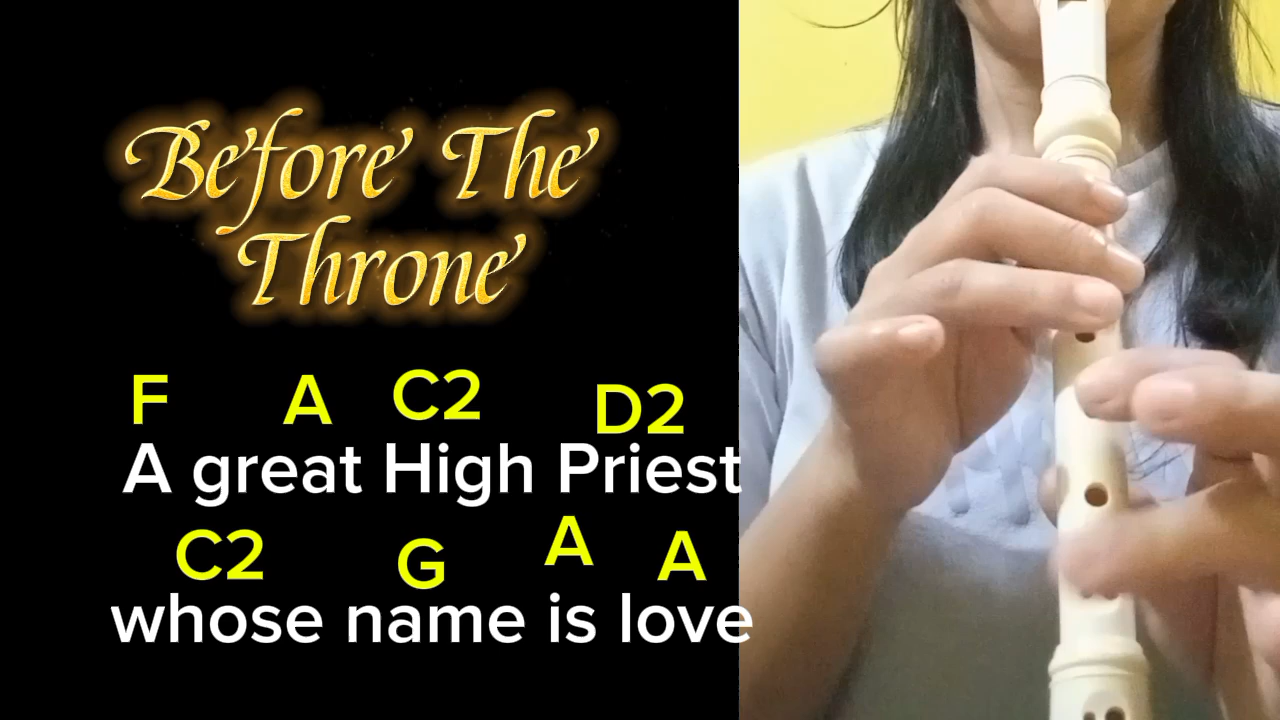 Before The
Throne
F A C2 D2
A great High Priest
C2 G A A
whose name is love